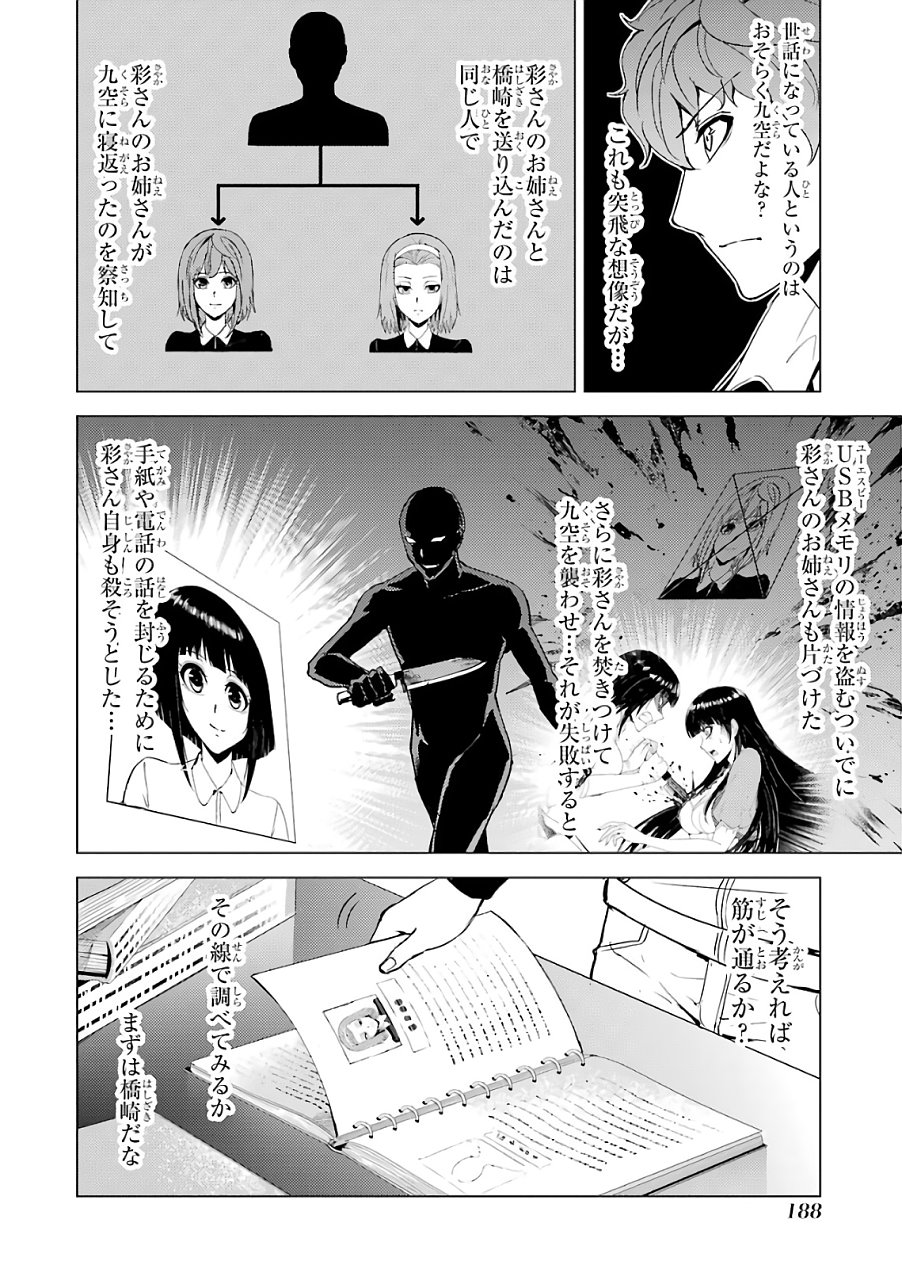 世話になっている人というのは
おそらく九空だよな?
これも突飛な想像だが…
彩さんのお姉さんと
橋崎を送り込んだのは
同じ人で
彩さんのお姉さんが
九空に寝返ったのを察知して
USBメモリの情報を盗むついでに
彩さんのお姉さんも片づけた
さらに彩さんを焚きつけて
九空を襲わせ…それが失敗すると
手紙や電話の話を封じるために
彩さん自身も殺そうとした…
そう考えれば、
筋が通るか?
その線で調べてみるか
まずは橋崎だな
188